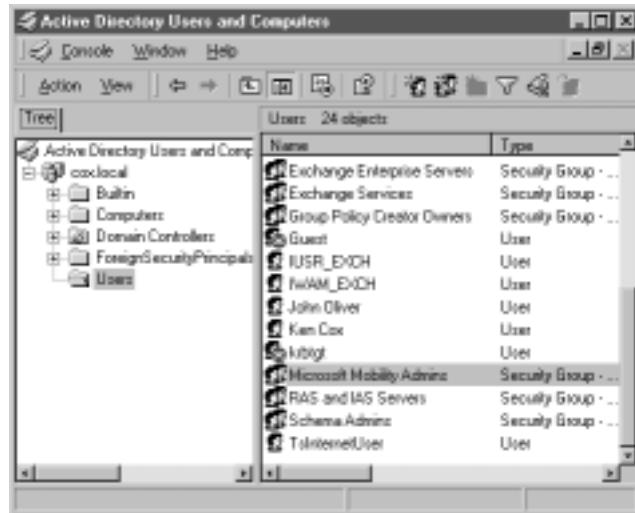 Active Directory Users and Computers
Console Window Help
Action View
Tree
Users 24 objects
Active Directory Users and Comp
cox.local
Builtin
Computers
Domain Controllers
ForeignSecurityPrincipals
Users
Name Type
Exchange Enterprise Servers Security Group - ...
Exchange Services Security Group - ...
Group Policy Creator Owners Security Group - ...
Guest User
IUSR_EXCH User
IWAM_EXCH User
John Oliver User
Ken Cox User
krbtgt User
Microsoft Mobility Admins Security Group - ...
RAS and IAS Servers Security Group - ...
Schema Admins Security Group - ...
TsInternetUser User